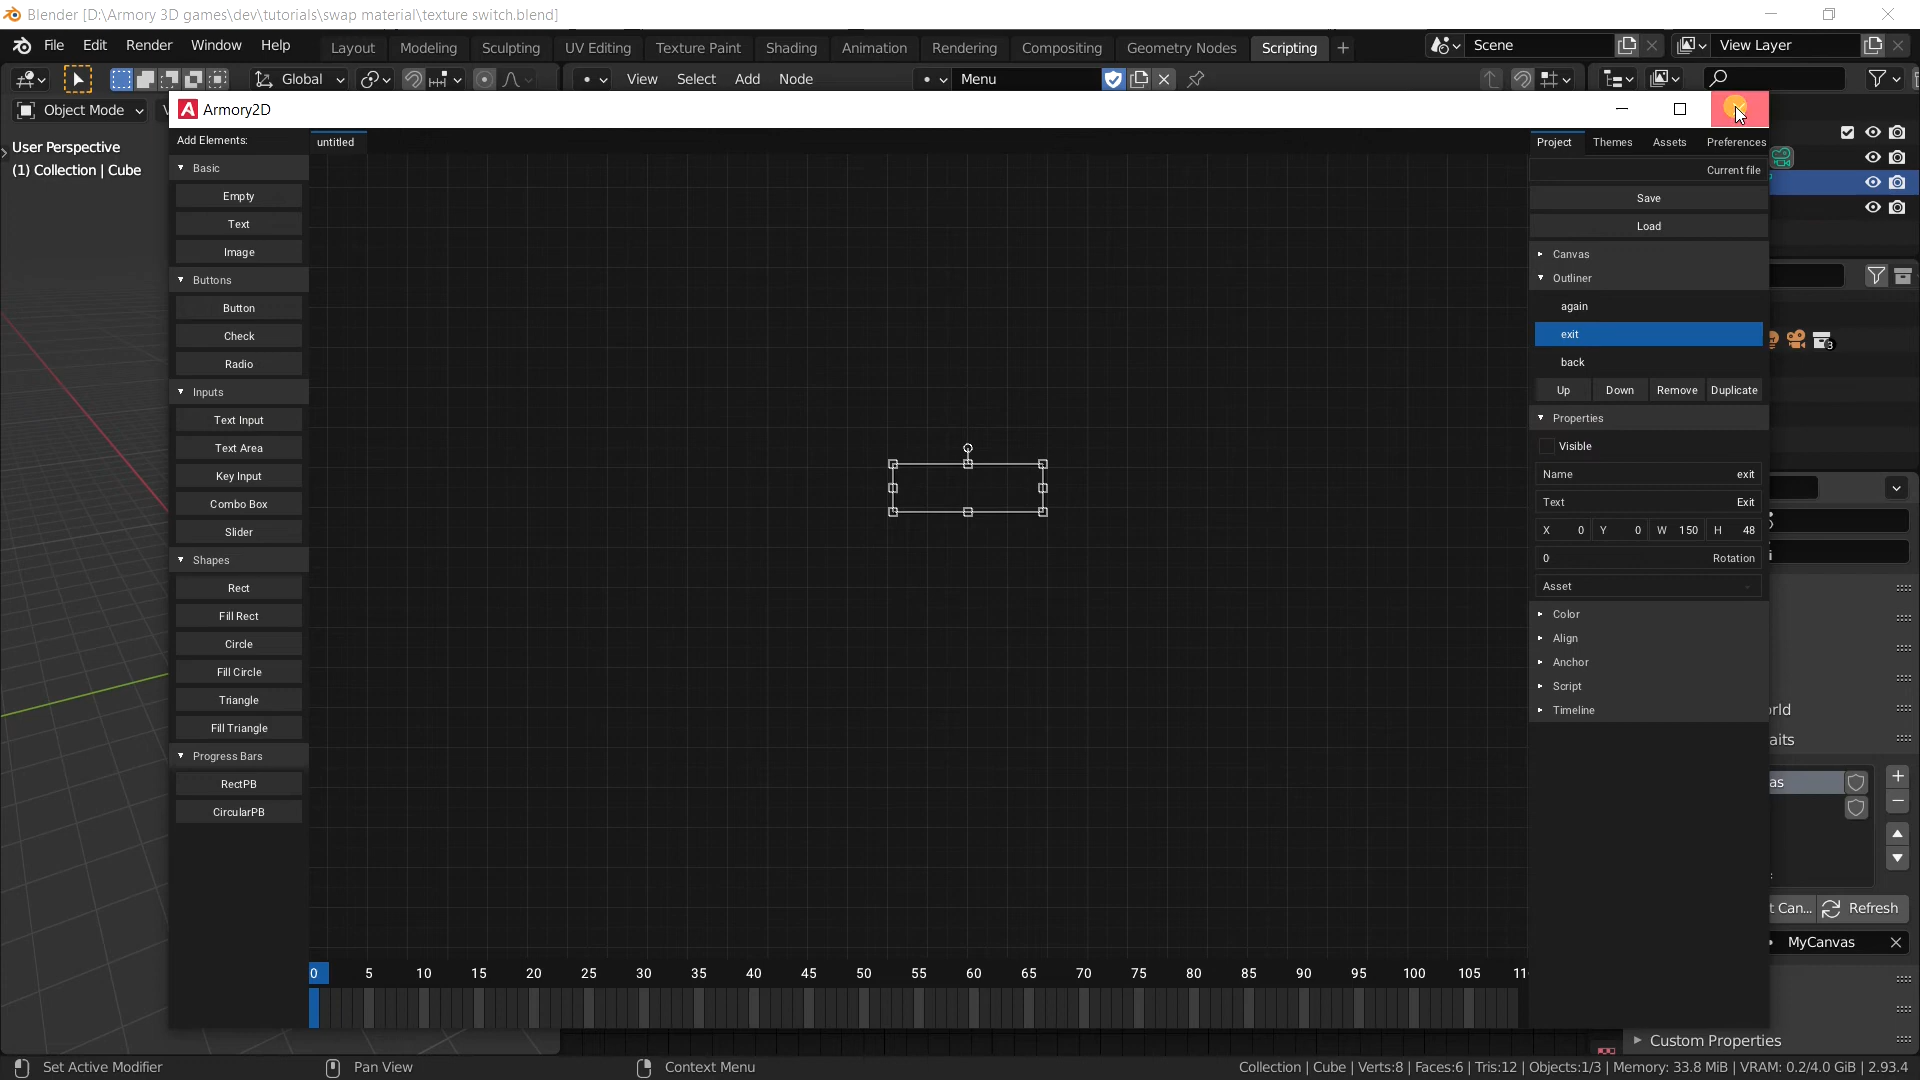 Blender [D:\Armory 3D games\dev\tutorials\swap material\texture switch.blend]
File Edit Render Window Help Layout Modeling Sculpting UV Editing Texture Paint Shading Animation Rendering Compositing Geometry Nodes Scripting + Scene View Layer
Global View Select Add Node Menu
Object Mode
Armory2D
User Perspective
(1) Collection | Cube
Add Elements:
untitled
Project Themes Assets Preferences
Basic
Current file
Empty
Save
Text
Load
Image
Canvas
Buttons
Outliner
Button
again
Check
exit
Radio
back
Inputs
Up Down Remove Duplicate
Text Input
Properties
Text Area
Visible
Key Input
Name exit
Combo Box
Text Exit
Slider
X 0 Y 0 W 150 H 48
Shapes
0 Rotation
Rect
Asset
Fill Rect
Color
Circle
Align
Fill Circle
Anchor
Triangle
Script
Fill Triangle
Timeline
rld
aits
Progress Bars
RectPB
as
CircularPB
t Can... Refresh
MyCanvas
0 5 10 15 20 25 30 35 40 45 50 55 60 65 70 75 80 85 90 95 100 105 11
Custom Properties
Set Active Modifier Pan View Context Menu
Collection | Cube | Verts:8 | Faces:6 | Tris:12 | Objects:1/3 | Memory: 33.8 MiB | VRAM: 0.2/4.0 GiB | 2.93.4